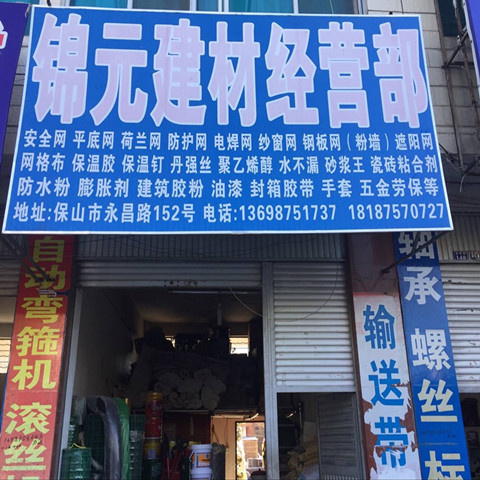 锦元建材经营部
安全网 平底网 荷兰网 防护网 电焊网 纱窗网 钢板网（粉墙）遮阳网
网格布 保温胶 保温钉 丹强丝 聚乙烯醇 水不漏 砂浆王 瓷砖粘合剂
防水粉 膨胀剂 建筑胶粉 油漆 封箱胶带 手套 五金劳保等
地址:保山市永昌路152号 电话:13698751737 18187570727
自动弯箍机 滚丝
输送带
轴承 螺丝 标